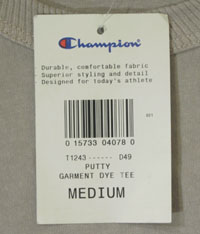 Champion
Durable, comfortable fabric
Superior styling and detail
Designed for today's athlete
0 15733 04078 0
T1243 ------ D49
PUTTY
GARMENT DYE TEE
MEDIUM